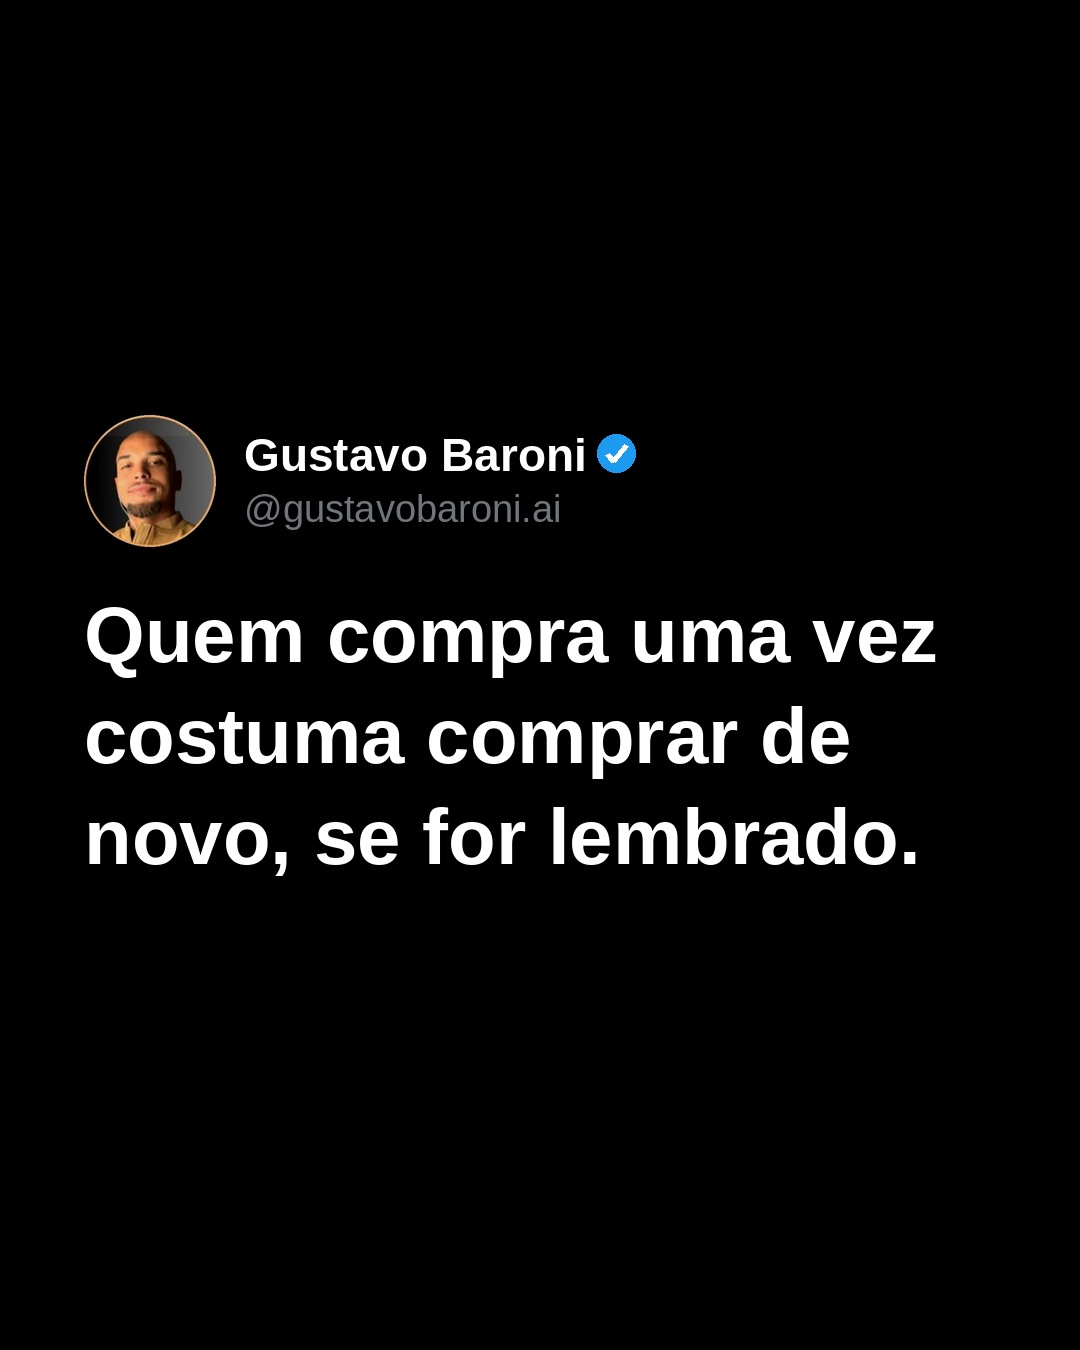 Gustavo Baroni
@gustavobaroni.ai
Quem compra uma vez
costuma comprar de
novo, se for lembrado.